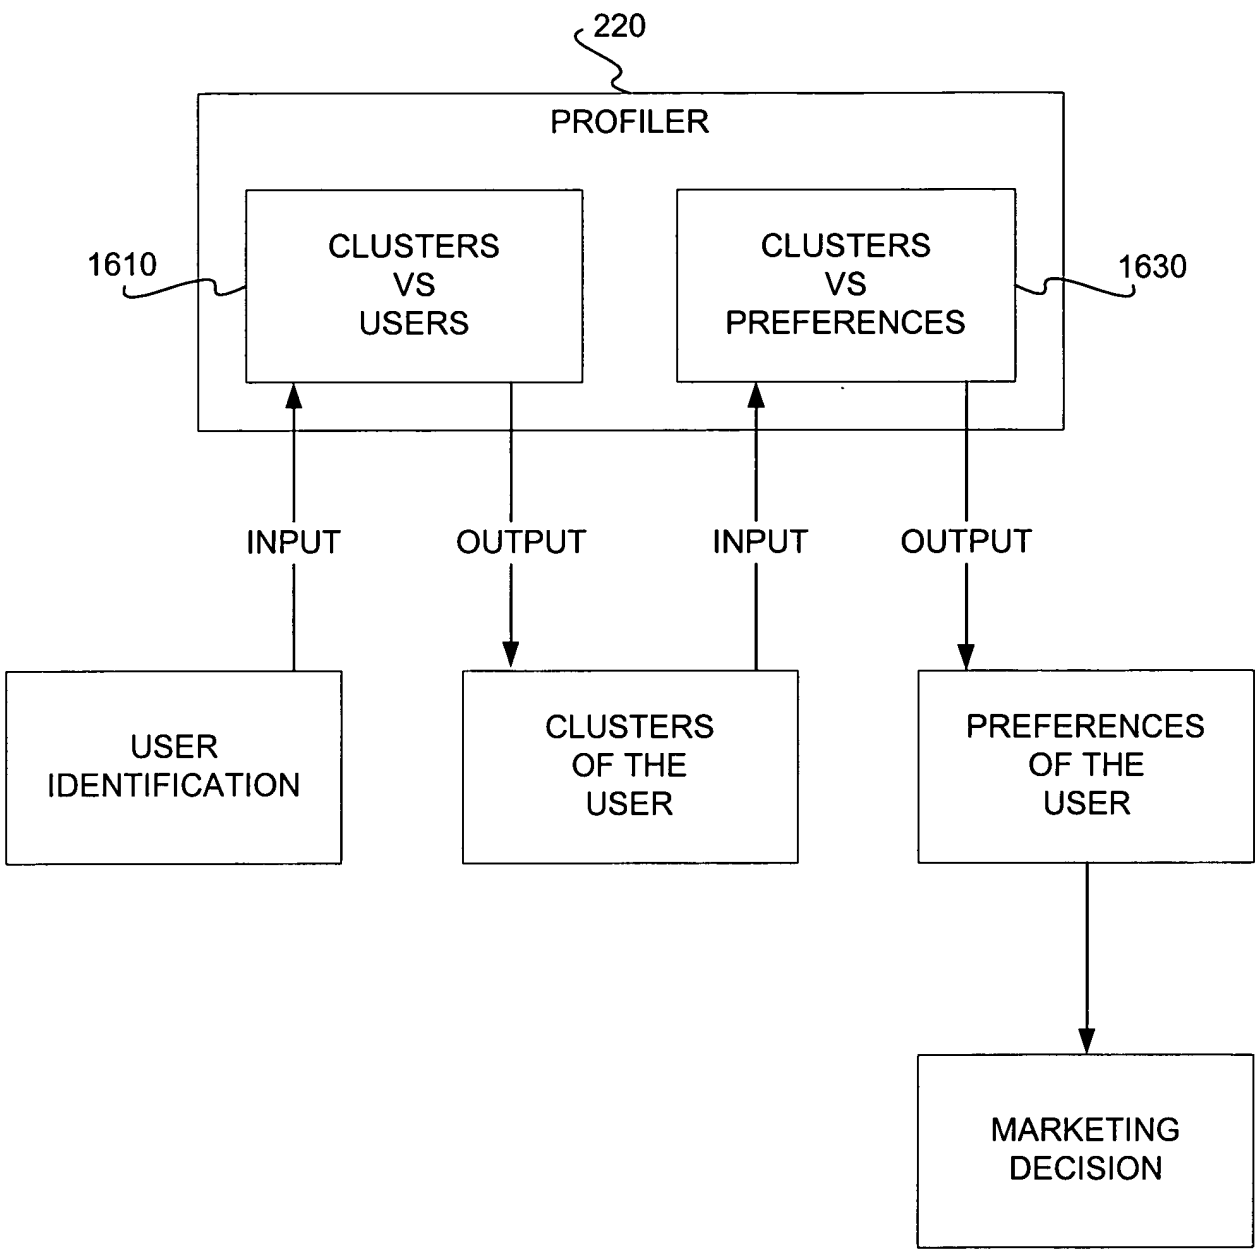 220
PROFILER
CLUSTERS
VS
USERS
CLUSTERS
VS
PREFERENCES
1610
1630
INPUT
OUTPUT
INPUT
OUTPUT
USER
IDENTIFICATION
CLUSTERS
OF THE
USER
PREFERENCES
OF THE
USER
MARKETING
DECISION